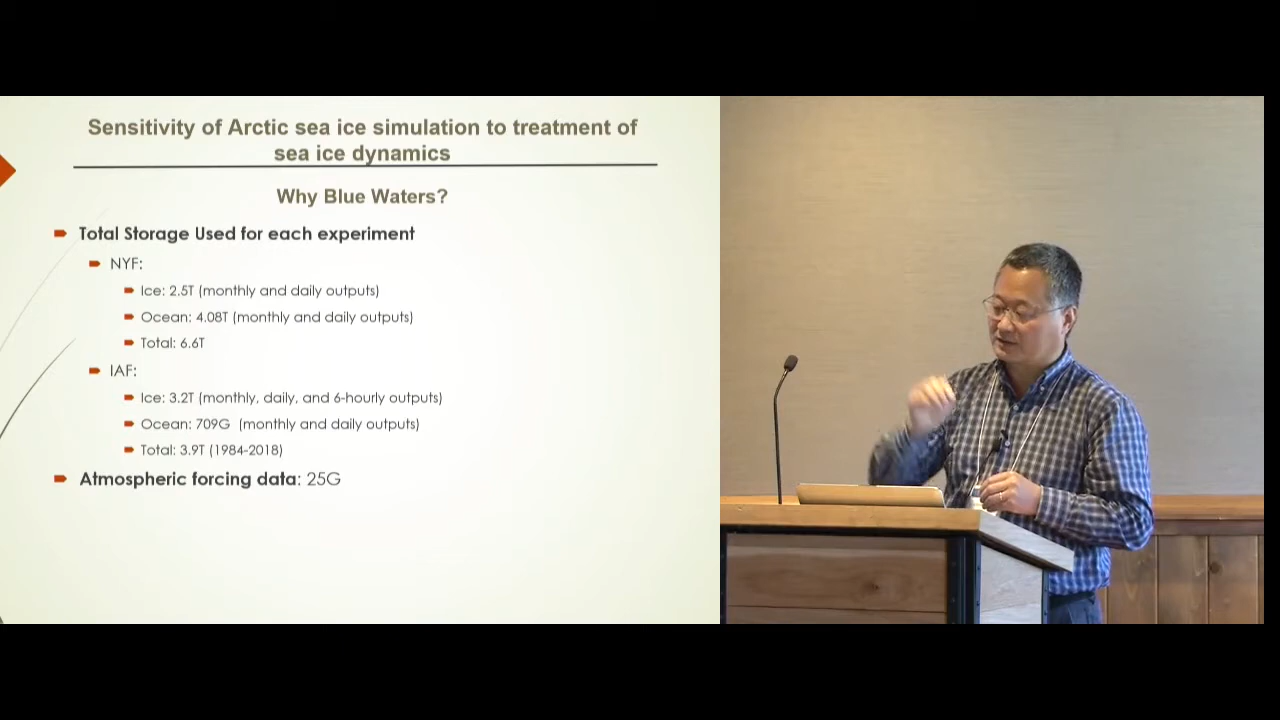 Sensitivity of Arctic sea ice simulation to treatment of
sea ice dynamics
Why Blue Waters?
Total Storage Used for each experiment
NYF:
Ice: 2.5T (monthly and daily outputs)
Ocean: 4.08T (monthly and daily outputs)
Total: 6.6T
IAF:
Ice: 3.2T (monthly, daily, and 6-hourly outputs)
Ocean: 709G (monthly and daily outputs)
Total: 3.9T (1984-2018)
Atmospheric forcing data: 25G